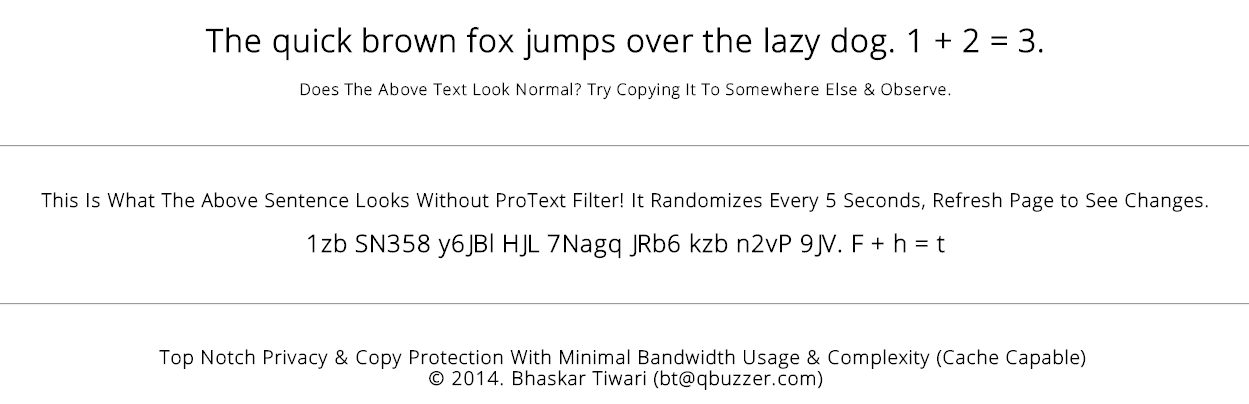 The quick brown fox jumps over the lazy dog. 1 + 2 = 3.
Does The Above Text Look Normal? Try Copying It To Somewhere Else & Observe.
This Is What The Above Sentence Looks Without ProText Filter! It Randomizes Every 5 Seconds, Refresh Page to See Changes.
1zb SN358 y6JBl HJL 7Nagq JRb6 kzb n2vP 9JV. F + h = t
Top Notch Privacy & Copy Protection With Minimal Bandwidth Usage & Complexity (Cache Capable)
© 2014. Bhaskar Tiwari (bt@qbuzzer.com)